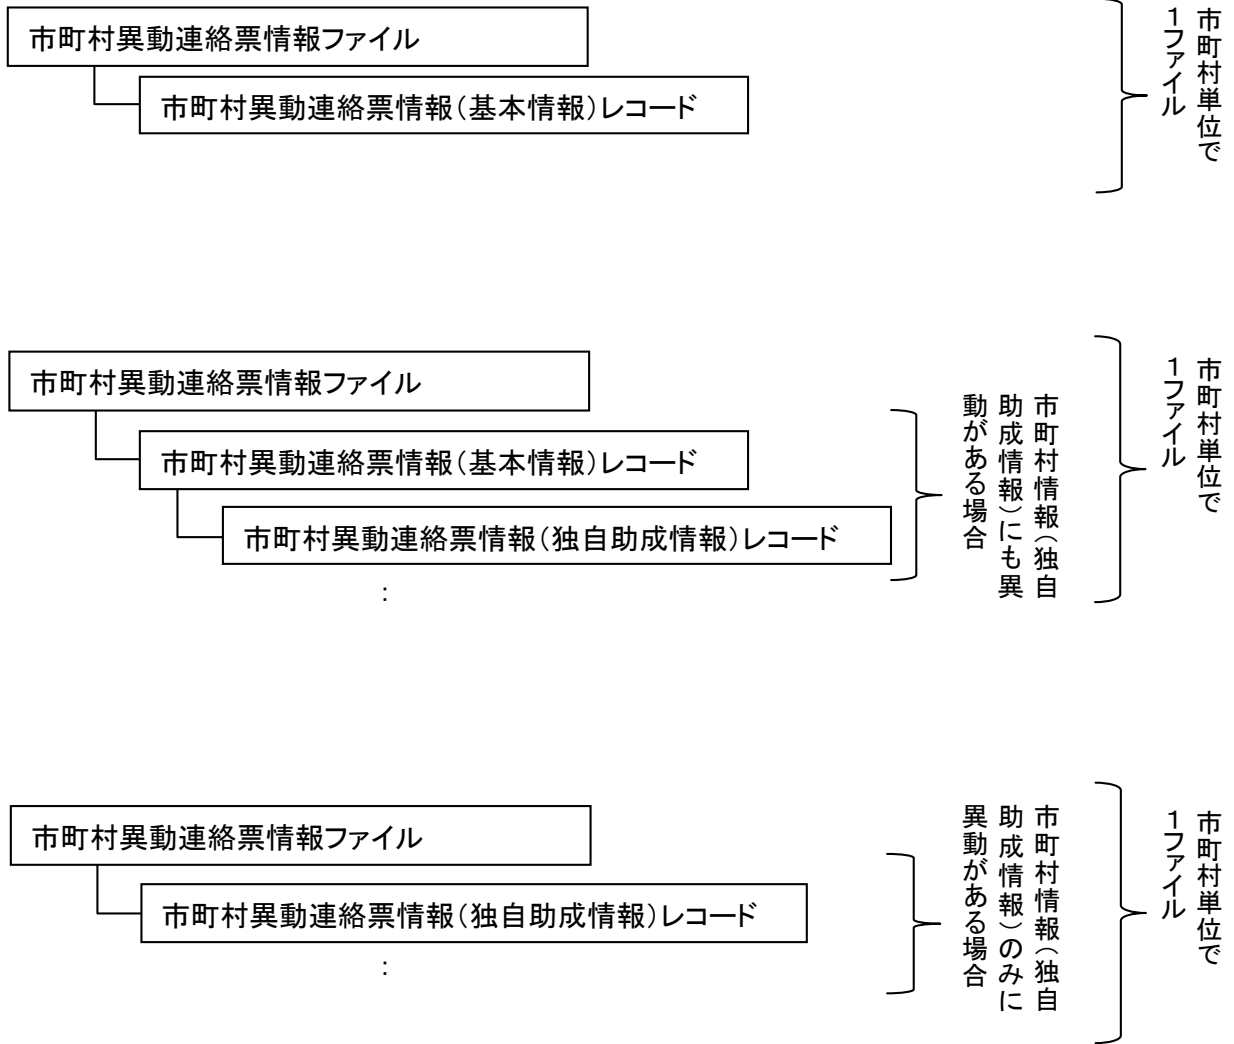 市町村異動連絡票情報ファイル
市町村異動連絡票情報（基本情報）レコード
市町村単位で
１ファイル
市町村異動連絡票情報ファイル
市町村異動連絡票情報（基本情報）レコード
市町村異動連絡票情報（独自助成情報）レコード
：
市町村情報（独自
助成情報）にも異
動がある場合
市町村単位で
１ファイル
市町村異動連絡票情報ファイル
市町村異動連絡票情報（独自助成情報）レコード
：
市町村情報（独自
助成情報）のみに
異動がある場合
市町村単位で
１ファイル